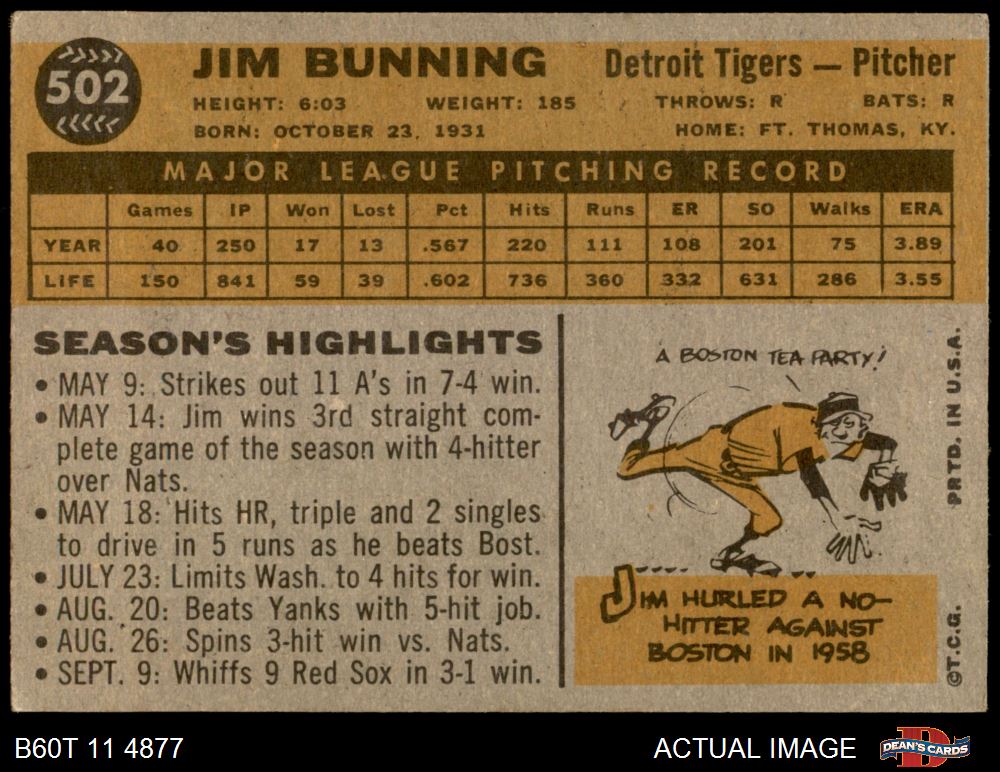 502
JIM BUNNING Detroit Tigers — Pitcher
HEIGHT: 6:03 WEIGHT: 185 THROWS: R BATS: R
BORN: OCTOBER 23, 1931 HOME: FT. THOMAS, KY.
MAJOR LEAGUE PITCHING RECORD
Games IP Won Lost Pct Hits Runs ER SO Walks ERA
YEAR 40 250 17 13 .567 220 111 108 201 75 3.89
LIFE 150 841 59 39 .602 736 360 332 631 286 3.55
SEASON'S HIGHLIGHTS
• MAY 9: Strikes out 11 A's in 7-4 win.
• MAY 14: Jim wins 3rd straight com-
plete game of the season with 4-hitter
over Nats.
• MAY 18: Hits HR, triple and 2 singles
to drive in 5 runs as he beats Bost.
• JULY 23: Limits Wash. to 4 hits for win.
• AUG. 20: Beats Yanks with 5-hit job.
• AUG. 26: Spins 3-hit win vs. Nats.
• SEPT. 9: Whiffs 9 Red Sox in 3-1 win.
A BOSTON TEA PARTY!
JIM HURLED A NO-
HITTER AGAINST
BOSTON IN 1958
©T.C.G. PRTD. IN U.S.A.
B60T 11 4877 ACTUAL IMAGE DEAN'S CARDS